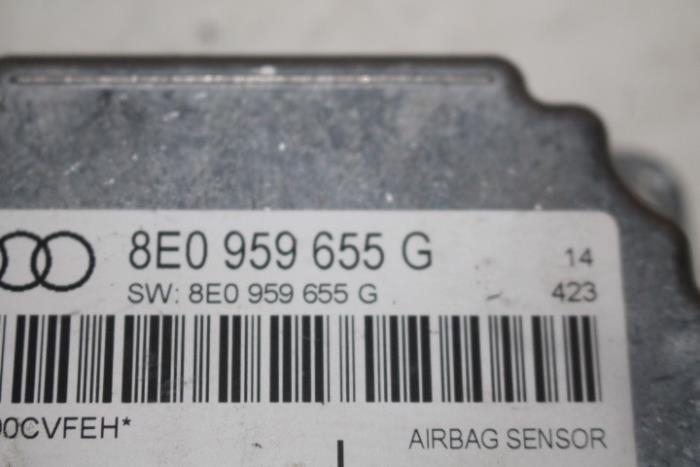 8E0 959 655 G 14
SW: 8E0 959 655 G 423
0CVFEH*
AIRBAG SENSOR